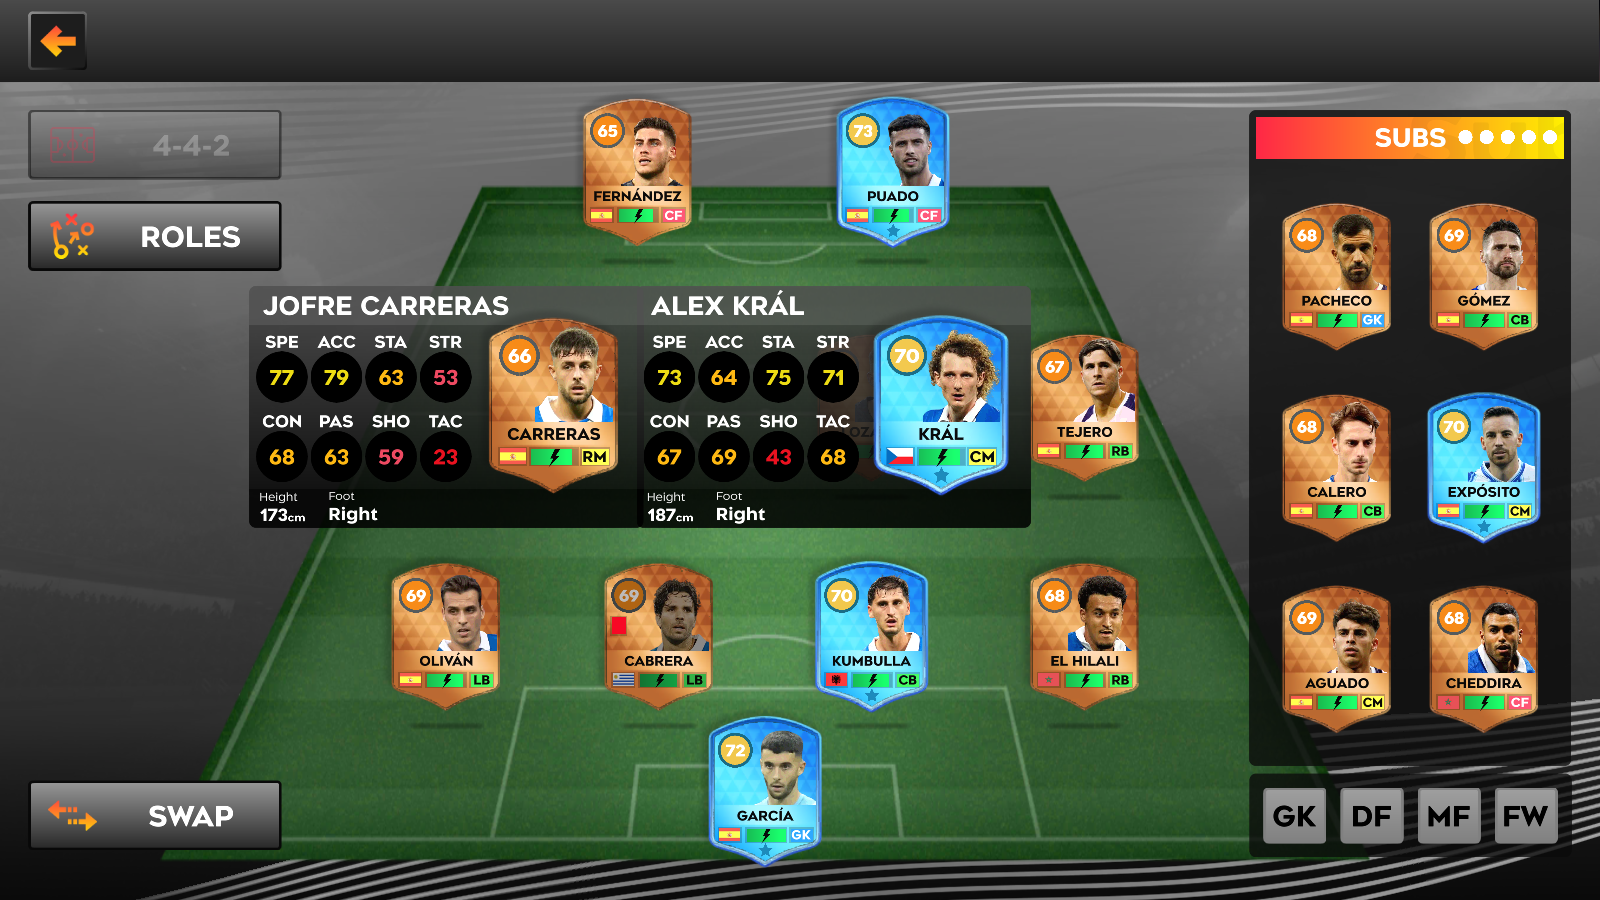 4-4-2
ROLES
65
FERNÁNDEZ
CF
73
PUADO
CF
SUBS
68
PACHECO
GK
69
GÓMEZ
CB
JOFRE CARRERAS
SPE ACC STA STR
77 79 63 53
CON PAS SHO TAC
68 63 59 23
Height Foot
173cm Right
66
CARRERAS
RM
ALEX KRÁL
SPE ACC STA STR
73 64 75 71
CON PAS SHO TAC
67 69 43 68
Height Foot
187cm Right
70
KRÁL
CM
67
TEJERO
RB
68
CALERO
CB
70
EXPÓSITO
CM
69
OLIVÁN
LB
69
CABRERA
LB
70
KUMBULLA
CB
68
EL HILALI
RB
69
AGUADO
CM
68
CHEDDIRA
CF
72
GARCÍA
GK
SWAP
GK DF MF FW